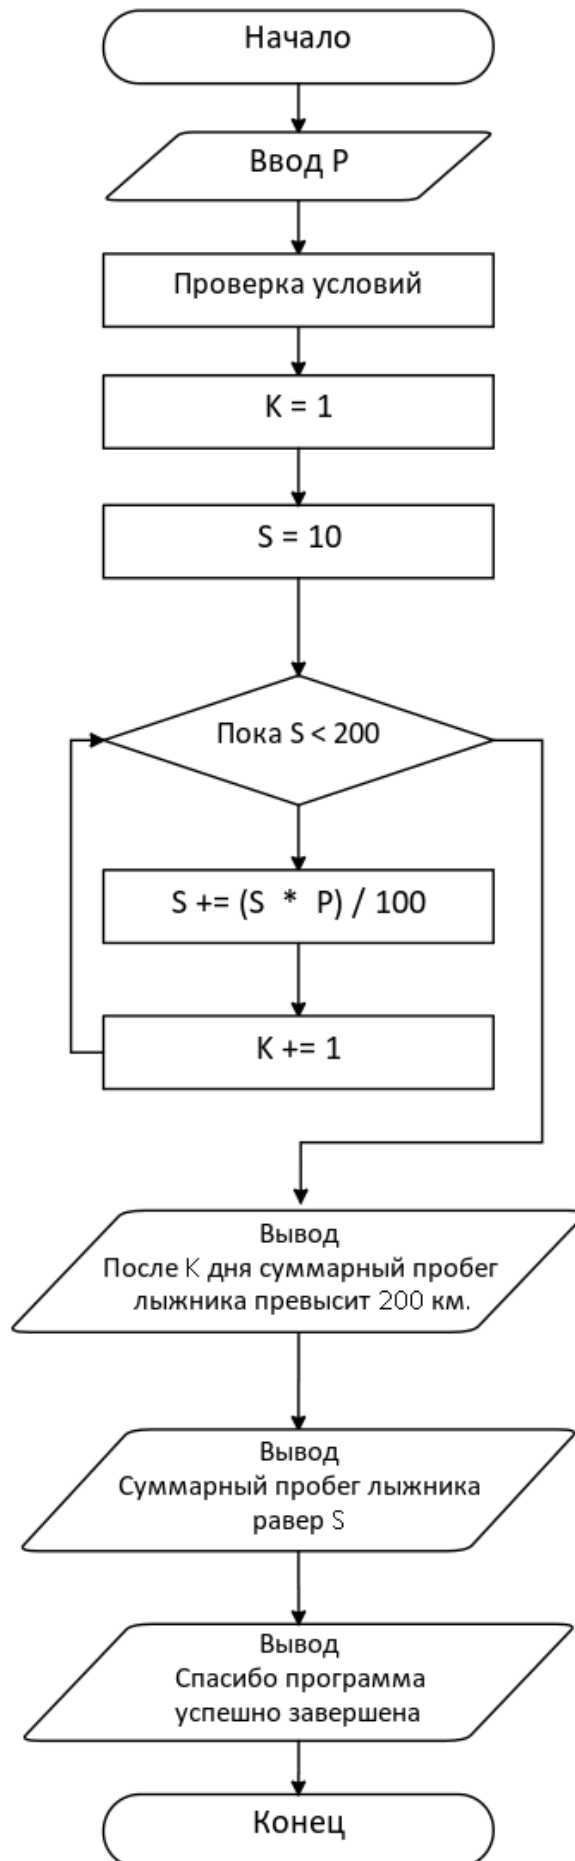 Начало
Ввод P
Проверка условий
K = 1
S = 10
Пока S < 200
S += (S * P) / 100
K += 1
Вывод
После K дня суммарный пробег
лыжника превысит 200 км.
Вывод
Суммарный пробег лыжника
равер S
Вывод
Спасибо программа
успешно завершена
Конец